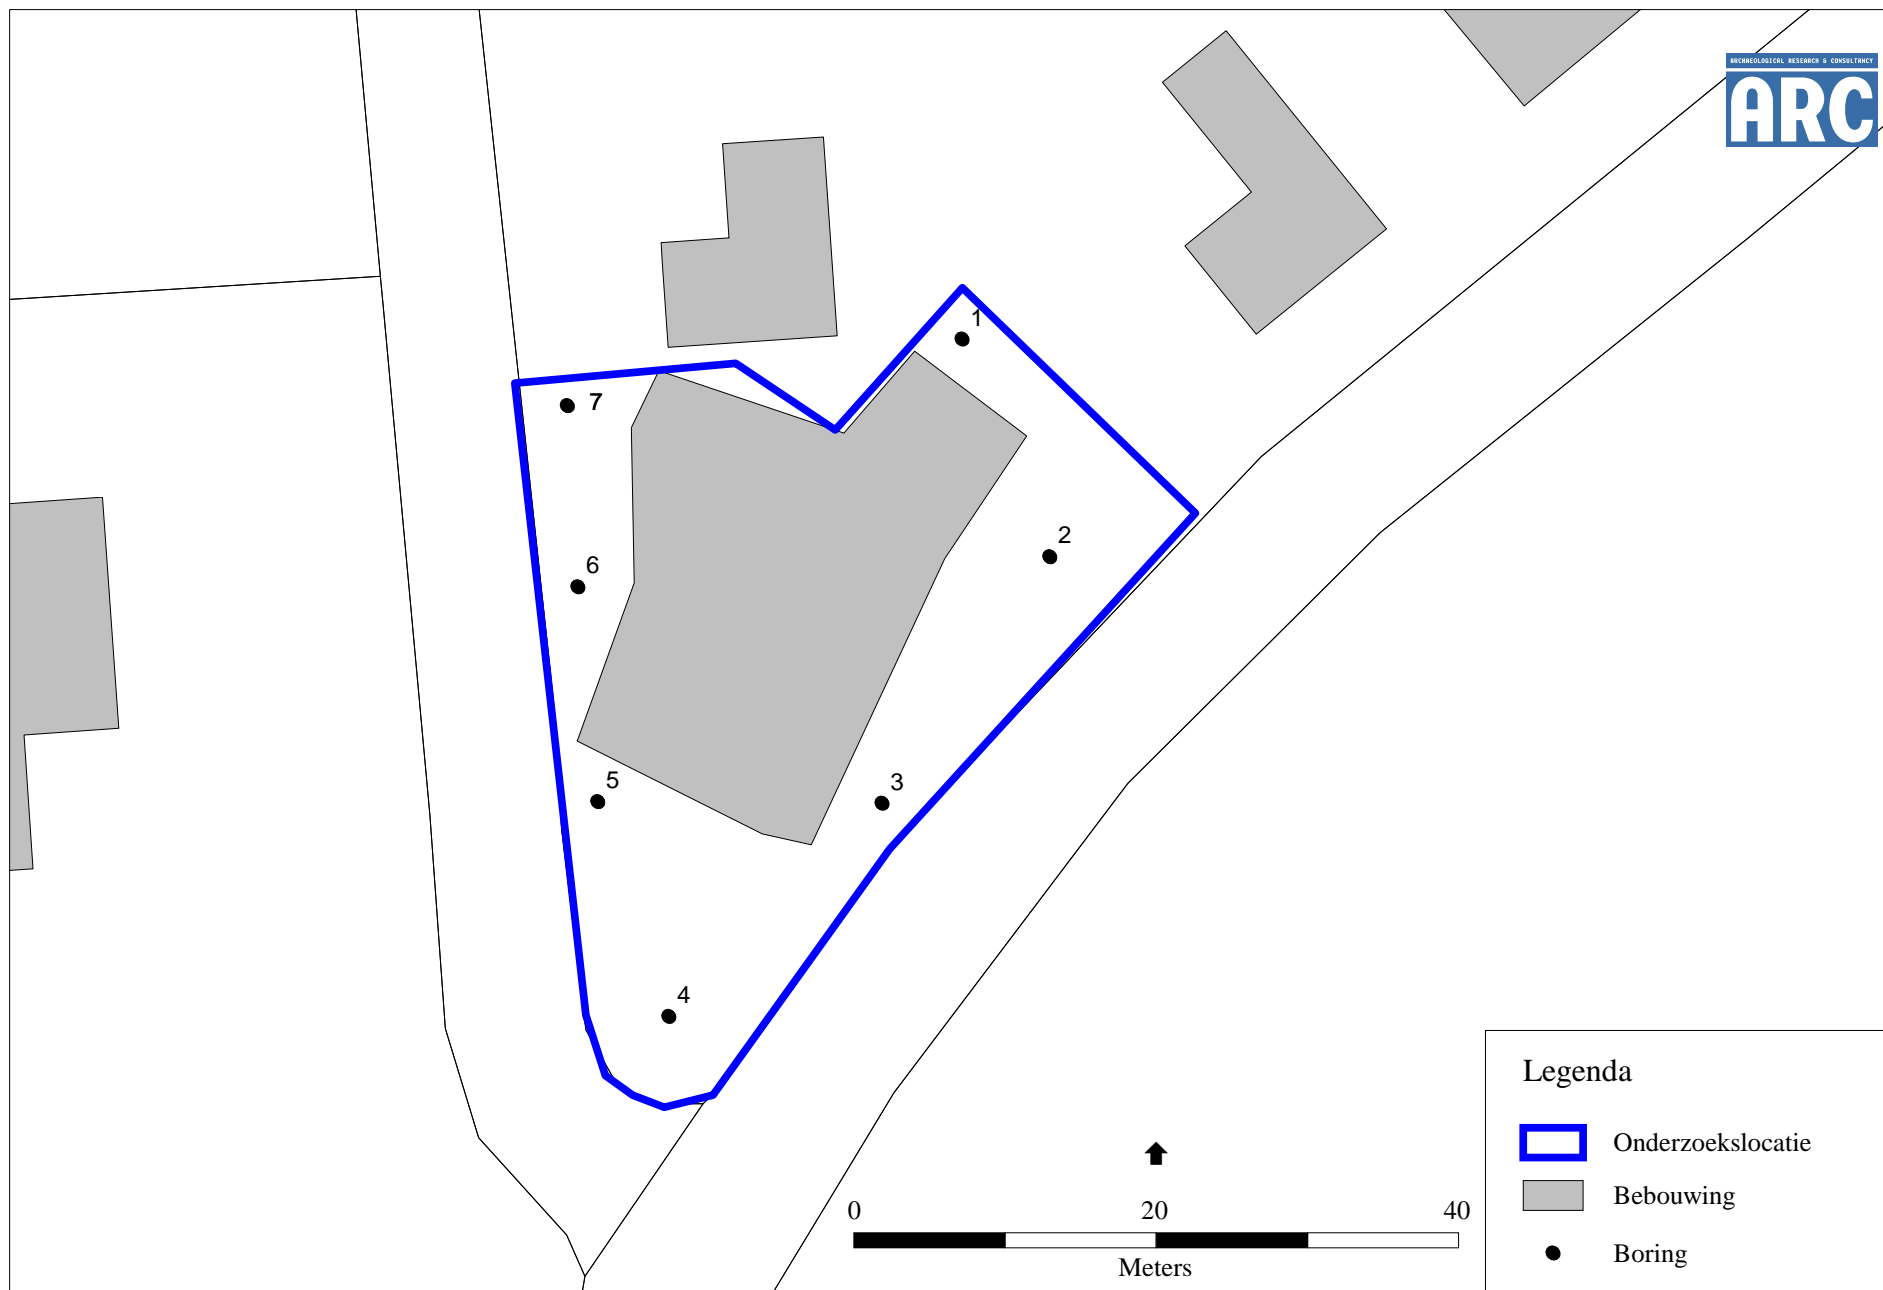 ARCHAEOLOGICAL RESEARCH & CONSULTANCY
ARC
1
7
2
6
5
3
4
Legenda
Onderzoekslocatie
Bebouwing
Boring
0 20 40
Meters